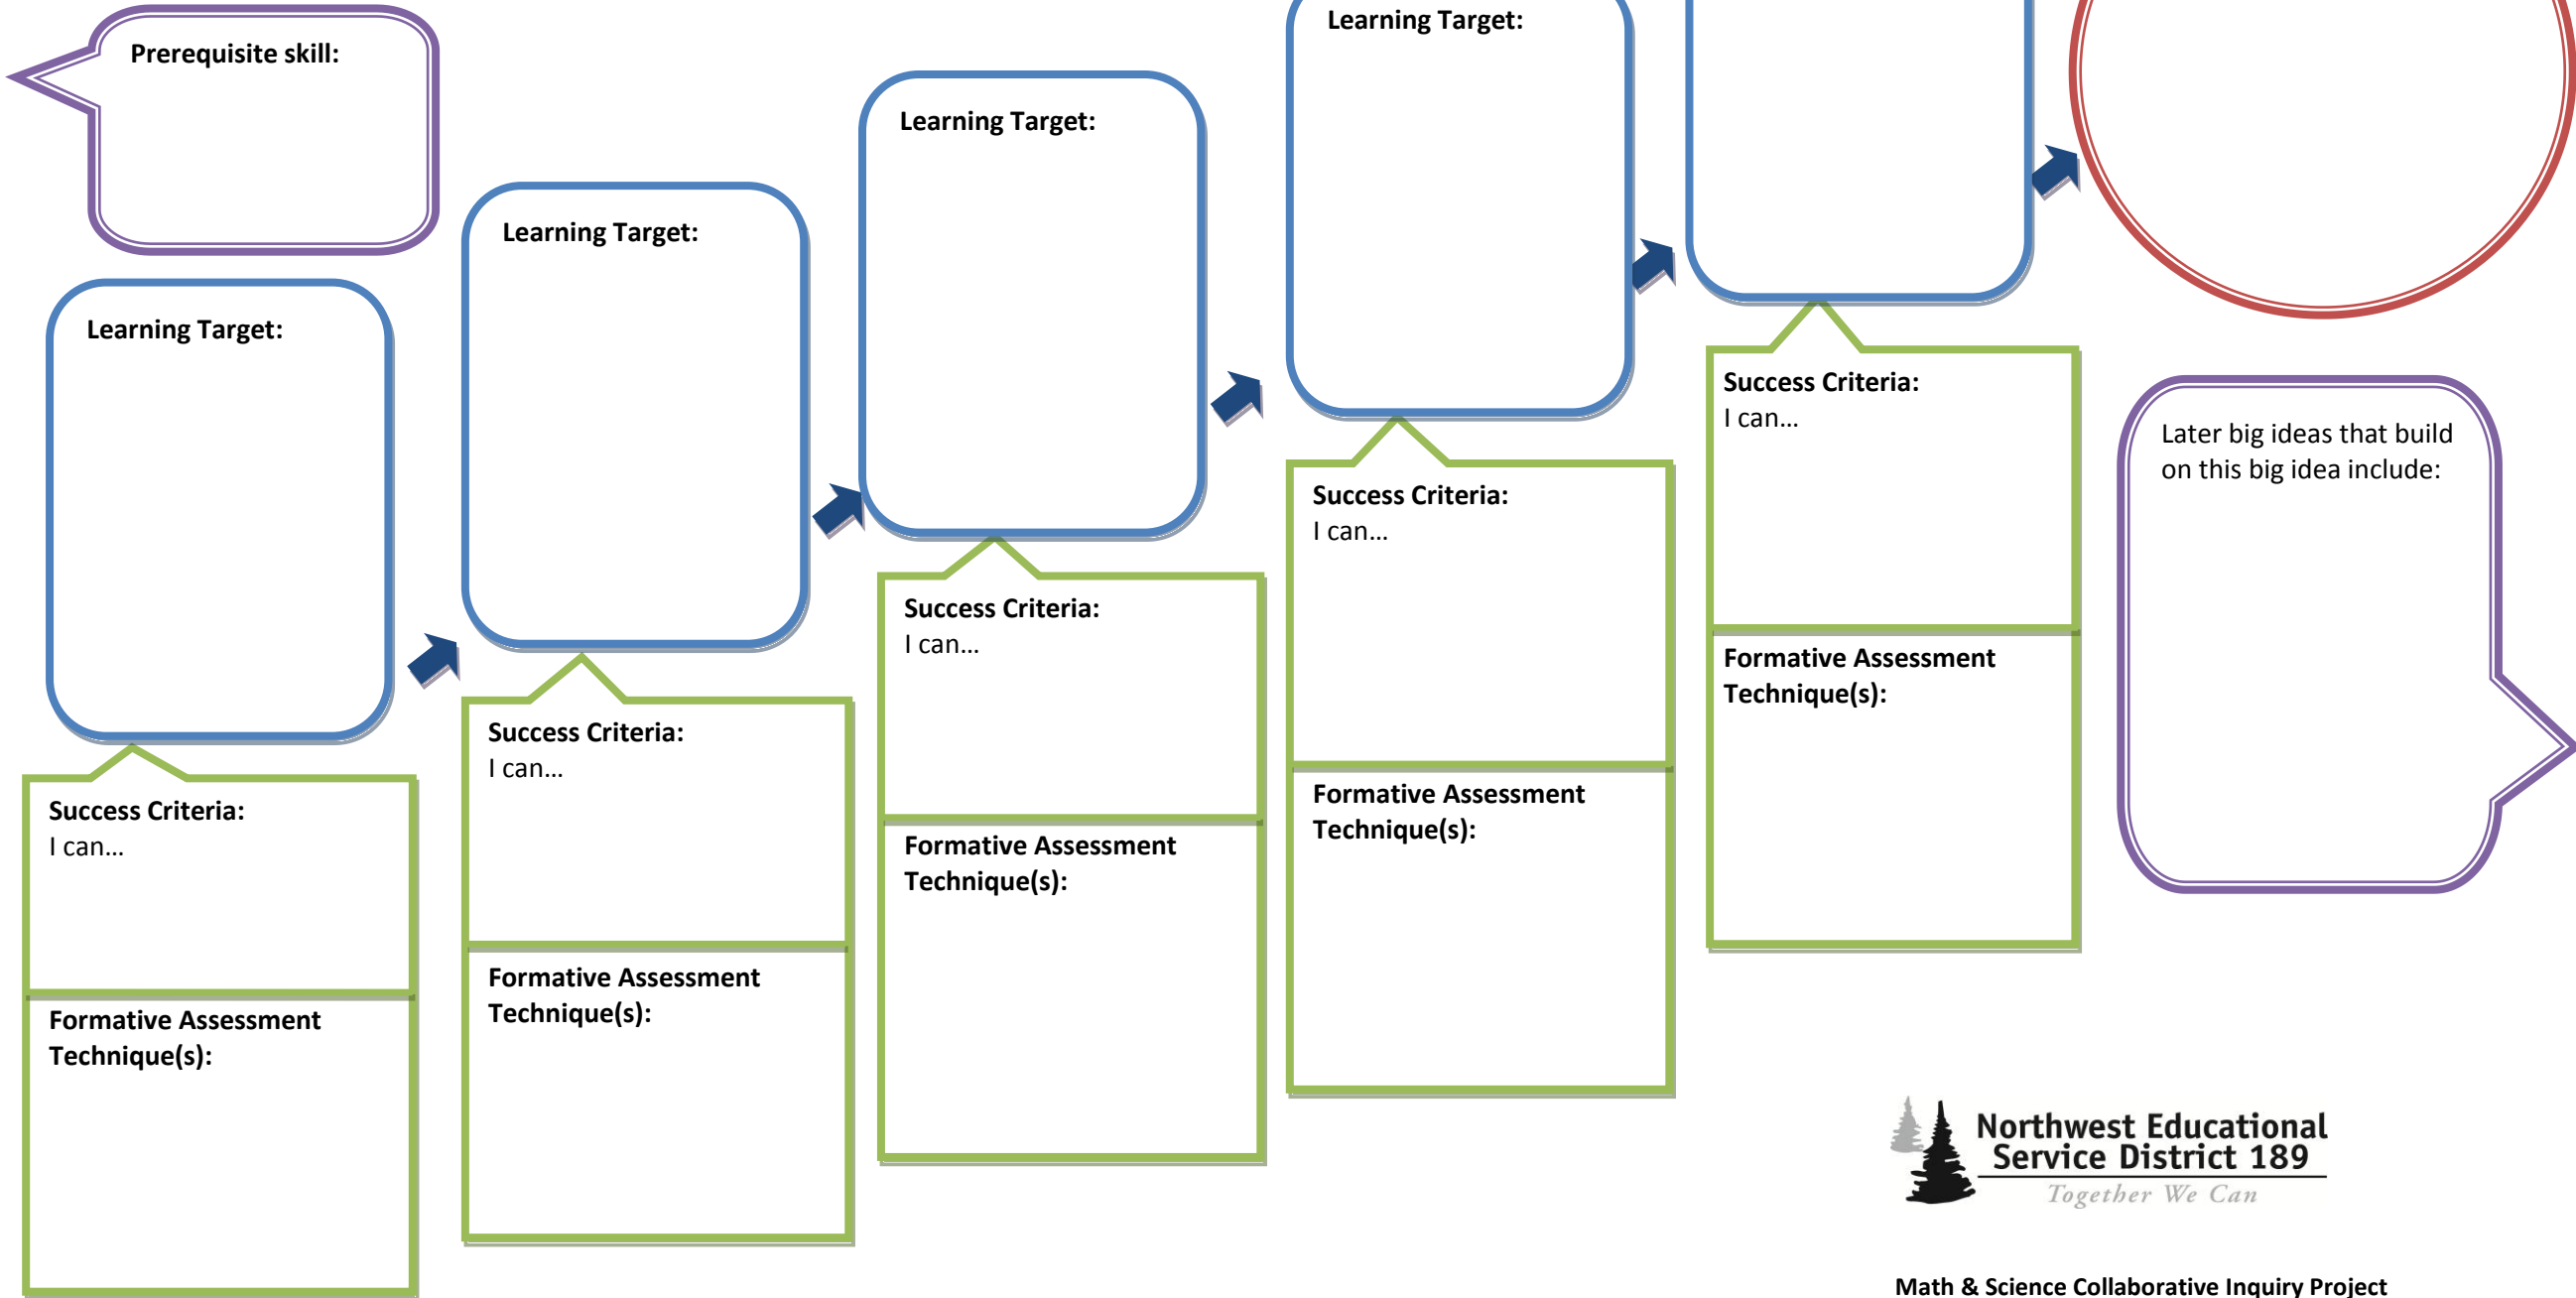 Prerequisite skill:
Learning Target:
Success Criteria:
I can...
Formative Assessment
Technique(s):
Learning Target:
Success Criteria:
I can...
Formative Assessment
Technique(s):
Learning Target:
Success Criteria:
I can...
Formative Assessment
Technique(s):
Learning Target:
Success Criteria:
I can...
Formative Assessment
Technique(s):
Success Criteria:
I can...
Formative Assessment
Technique(s):
Later big ideas that build
on this big idea include:
Northwest Educational
Service District 189
Together We Can
Math & Science Collaborative Inquiry Project